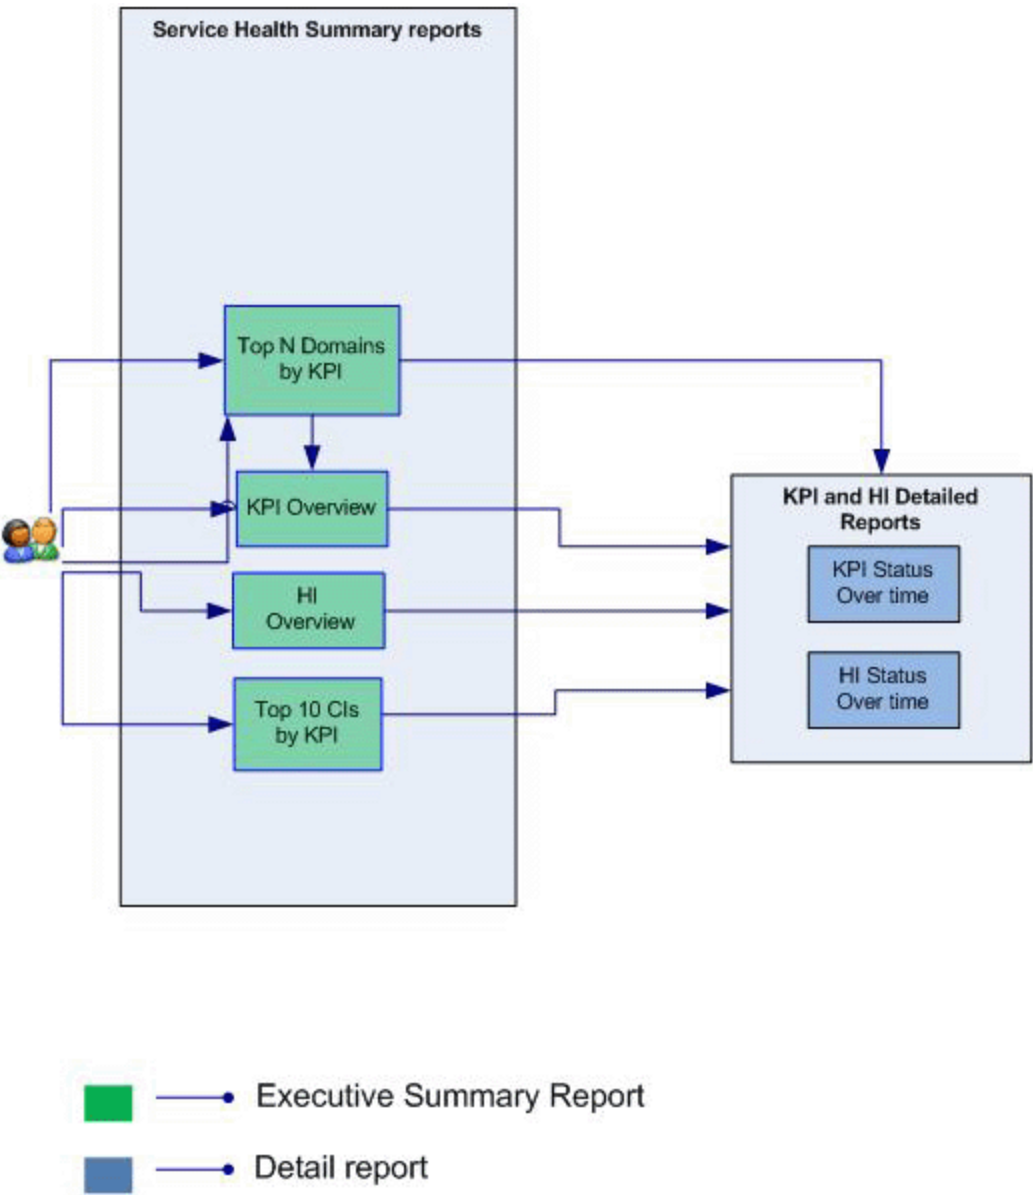 Service Health Summary reports
Top N Domains
by KPI
KPI Overview
HI
Overview
Top 10 CIs
by KPI
KPI and HI Detailed
Reports
KPI Status
Over time
HI Status
Over time
Executive Summary Report
Detail report